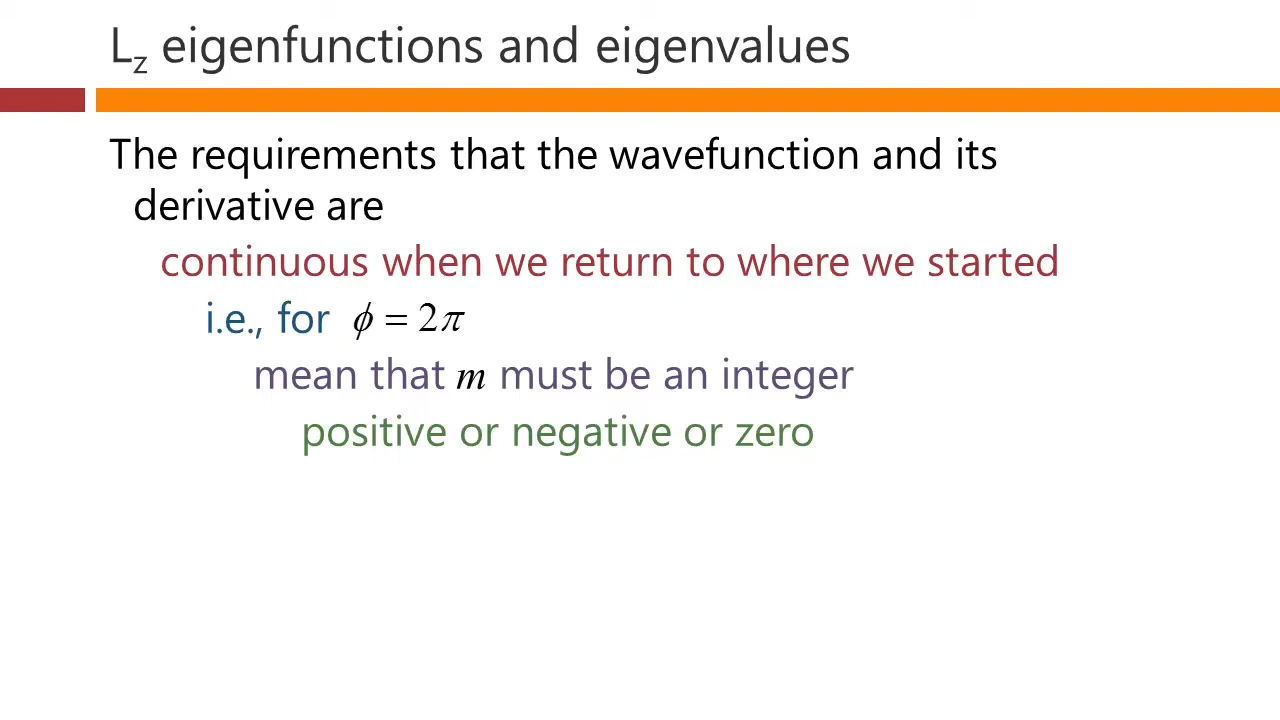 L_z eigenfunctions and eigenvalues
The requirements that the wavefunction and its
derivative are
continuous when we return to where we started
i.e., for ϕ = 2π
mean that m must be an integer
positive or negative or zero